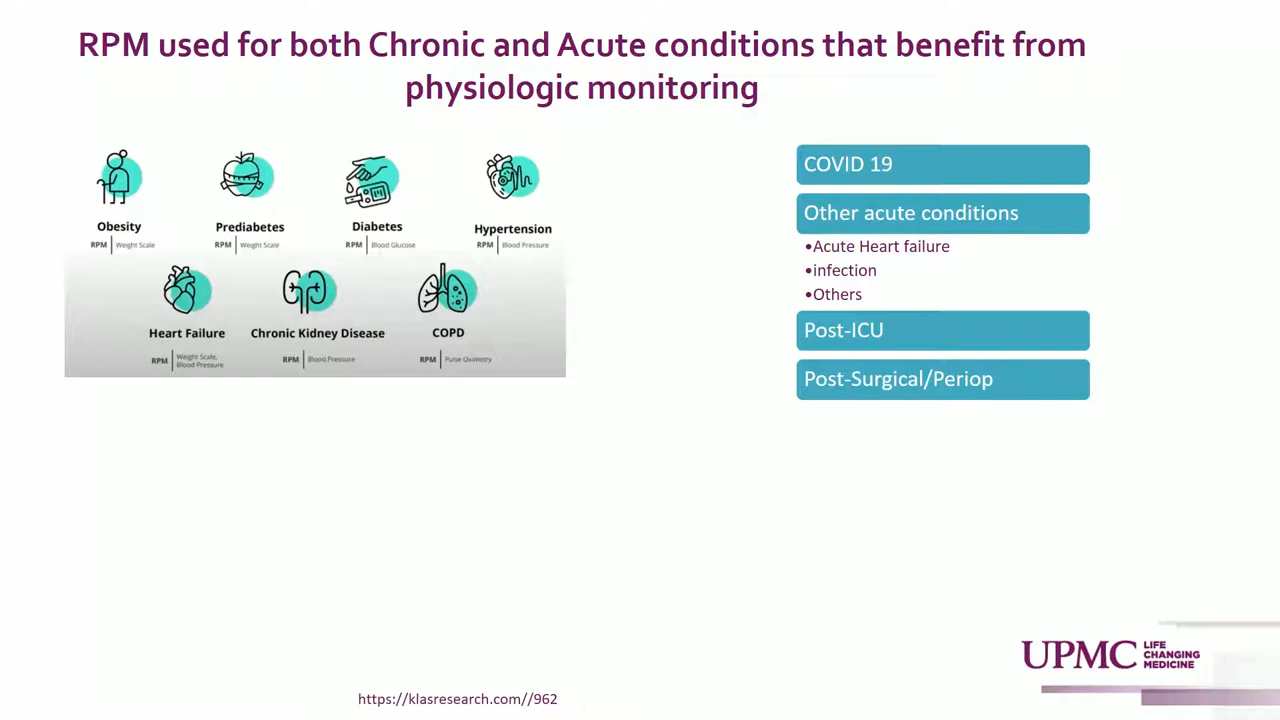 RPM used for both Chronic and Acute conditions that benefit from
physiologic monitoring
Obesity
RPM | Weight Scale
Prediabetes
RPM | Weight Scale
Diabetes
RPM | Blood Glucose
Hypertension
RPM | Blood Pressure
Heart Failure
RPM | Weight Scale,
Blood Pressure
Chronic Kidney Disease
RPM | Blood Pressure
COPD
RPM | Pulse Oximetry
COVID 19
Other acute conditions
•Acute Heart failure
•infection
•Others
Post-ICU
Post-Surgical/Periop
https://klasresearch.com//962
UPMC
LIFE
CHANGING
MEDICINE